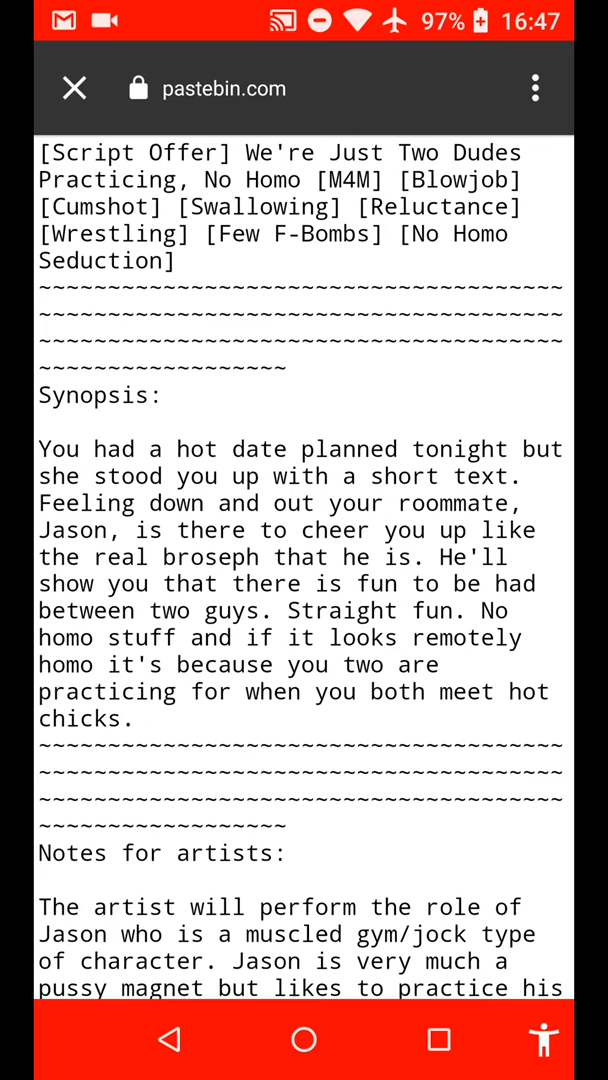 97% 16:47
pastebin.com
[Script Offer] We're Just Two Dudes
Practicing, No Homo [M4M] [Blowjob]
[Cumshot] [Swallowing] [Reluctance]
[Wrestling] [Few F-Bombs] [No Homo
Seduction]
~~~~~~~~~~~~~~~~~~~~~~~~~~~~~~~~~~~~~~
~~~~~~~~~~~~~~~~~~~~~~~~~~~~~~~~~~~~~~
~~~~~~~~~~~~~~~~~~~~~~~~~~~~~~~~~~~~~~
~~~~~~~~~~~~~~~~~~
Synopsis:
You had a hot date planned tonight but
she stood you up with a short text.
Feeling down and out your roommate,
Jason, is there to cheer you up like
the real broseph that he is. He'll
show you that there is fun to be had
between two guys. Straight fun. No
homo stuff and if it looks remotely
homo it's because you two are
practicing for when you both meet hot
chicks.
~~~~~~~~~~~~~~~~~~~~~~~~~~~~~~~~~~~~~~
~~~~~~~~~~~~~~~~~~~~~~~~~~~~~~~~~~~~~~
~~~~~~~~~~~~~~~~~~~~~~~~~~~~~~~~~~~~~~
~~~~~~~~~~~~~~~~~~
Notes for artists:
The artist will perform the role of
Jason who is a muscled gym/jock type
of character. Jason is very much a
pussy magnet but likes to practice his